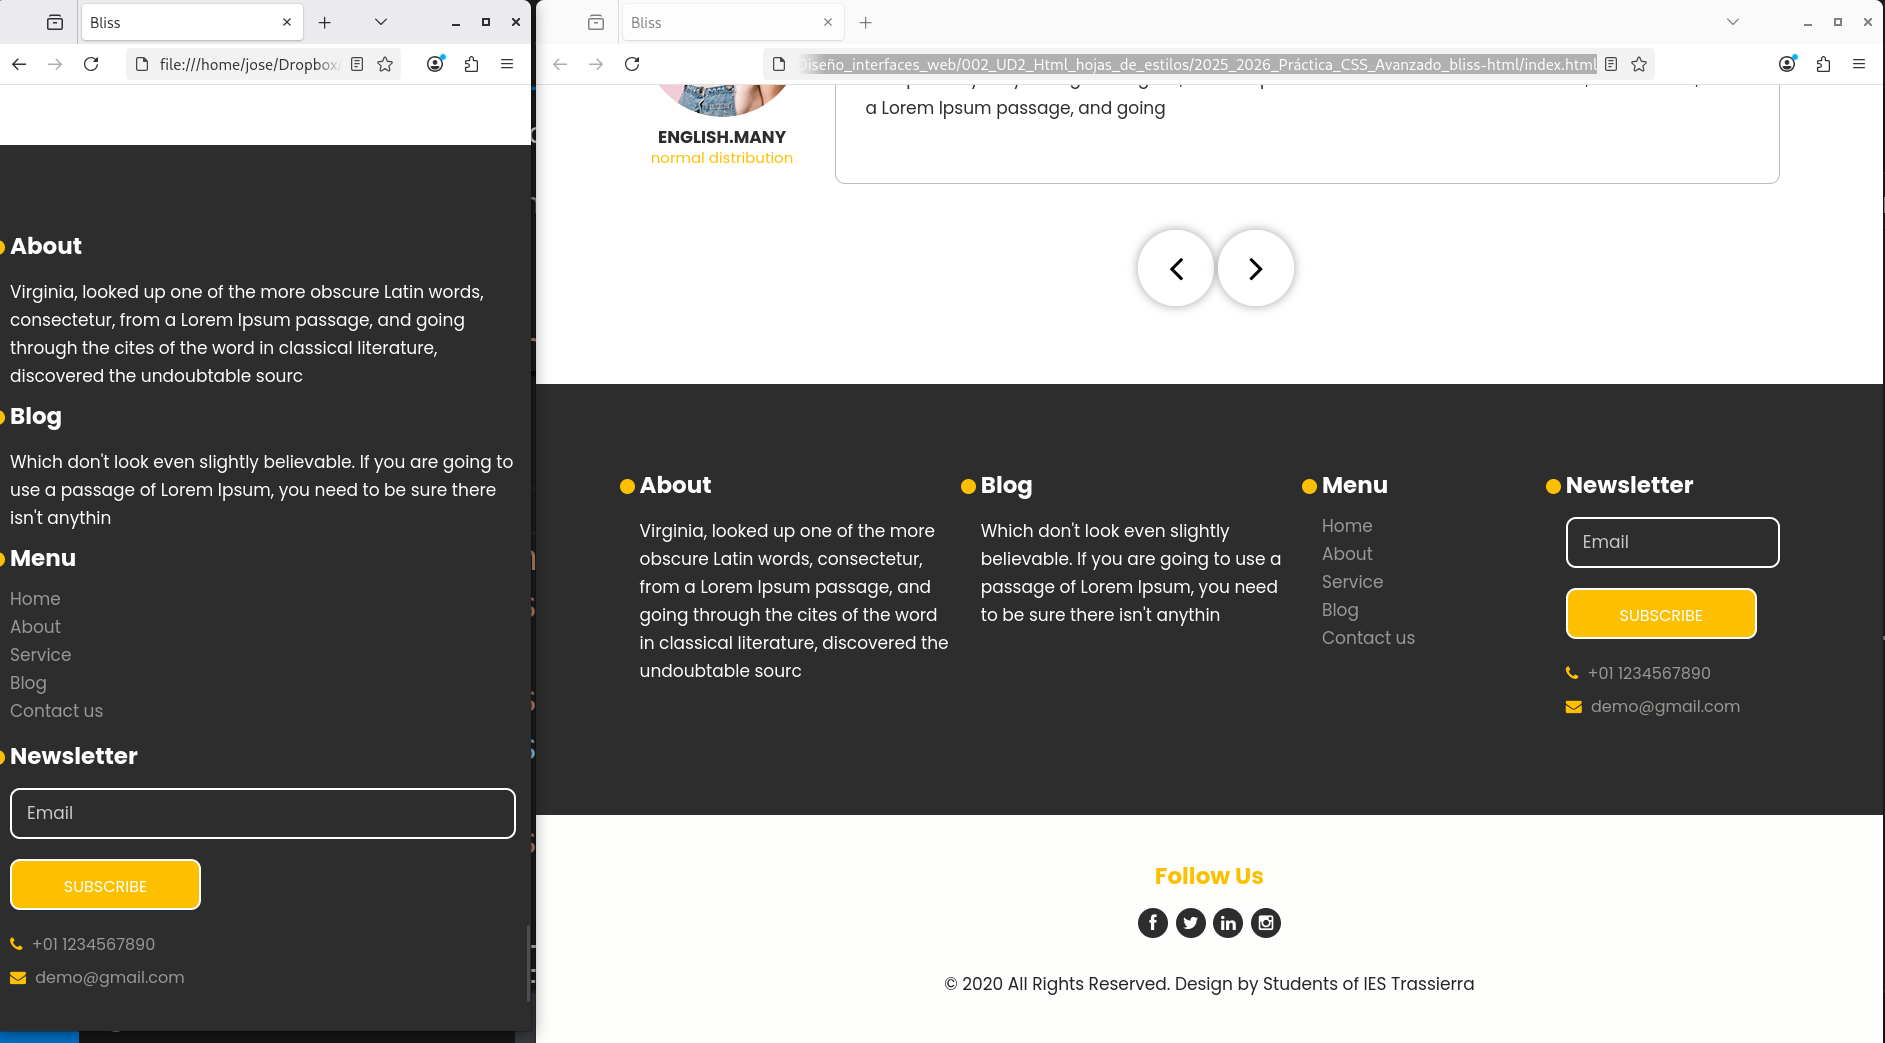 Bliss
file:///home/jose/Dropbox/
About
Virginia, looked up one of the more obscure Latin words,
consectetur, from a Lorem Ipsum passage, and going
through the cites of the word in classical literature,
discovered the undoubtable sourc
Blog
Which don't look even slightly believable. If you are going to
use a passage of Lorem Ipsum, you need to be sure there
isn't anythin
Menu
Home
About
Service
Blog
Contact us
Newsletter
Email
SUBSCRIBE
+01 1234567890
demo@gmail.com
Bliss
Diseño_interfaces_web/002_UD2_Html_hojas_de_estilos/2025_2026_Práctica_CSS_Avanzado_bliss-html/index.html
a Lorem Ipsum passage, and going
ENGLISH.MANY
normal distribution
About
Virginia, looked up one of the more
obscure Latin words, consectetur,
from a Lorem Ipsum passage, and
going through the cites of the word
in classical literature, discovered the
undoubtable sourc
Blog
Which don't look even slightly
believable. If you are going to use a
passage of Lorem Ipsum, you need
to be sure there isn't anythin
Menu
Home
About
Service
Blog
Contact us
Newsletter
Email
SUBSCRIBE
+01 1234567890
demo@gmail.com
Follow Us
© 2020 All Rights Reserved. Design by Students of IES Trassierra